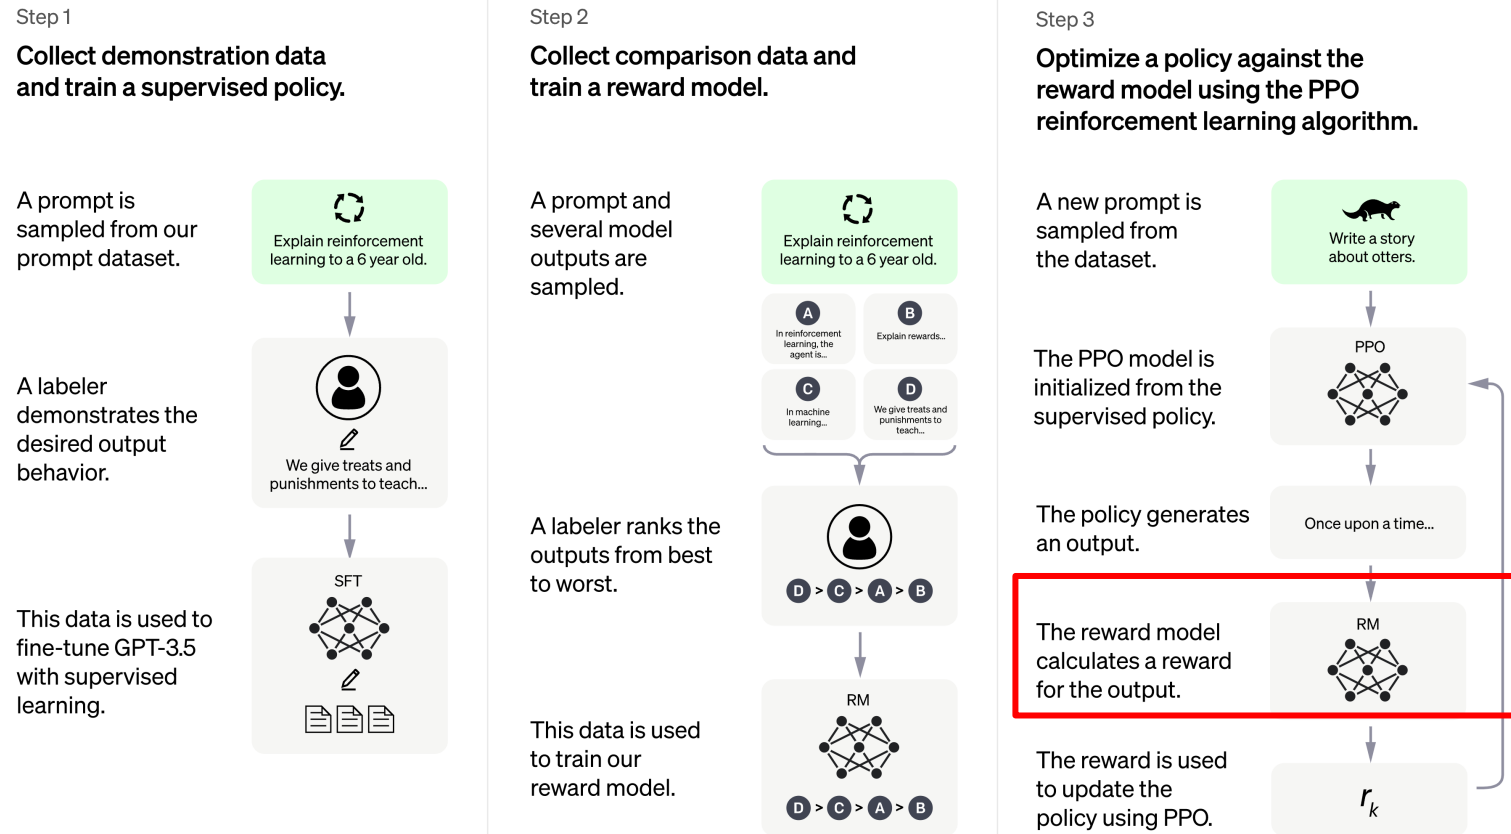 Step 1
Collect demonstration data
and train a supervised policy.
A prompt is
sampled from our
prompt dataset.
Explain reinforcement
learning to a 6 year old.
A labeler
demonstrates the
desired output
behavior.
We give treats and
punishments to teach...
This data is used to
fine-tune GPT-3.5
with supervised
learning.
SFT
Step 2
Collect comparison data and
train a reward model.
A prompt and
several model
outputs are
sampled.
Explain reinforcement
learning to a 6 year old.
A
In reinforcement
learning, the
agent is...
B
Explain rewards...
C
In machine
learning...
D
We give treats and
punishments to
teach...
A labeler ranks the
outputs from best
to worst.
D > C > A > B
This data is used
to train our
reward model.
RM
D > C > A > B
Step 3
Optimize a policy against the
reward model using the PPO
reinforcement learning algorithm.
A new prompt is
sampled from
the dataset.
Write a story
about otters.
The PPO model is
initialized from the
supervised policy.
PPO
The policy generates
an output.
Once upon a time...
The reward model
calculates a reward
for the output.
RM
The reward is used
to update the
policy using PPO.
r_k